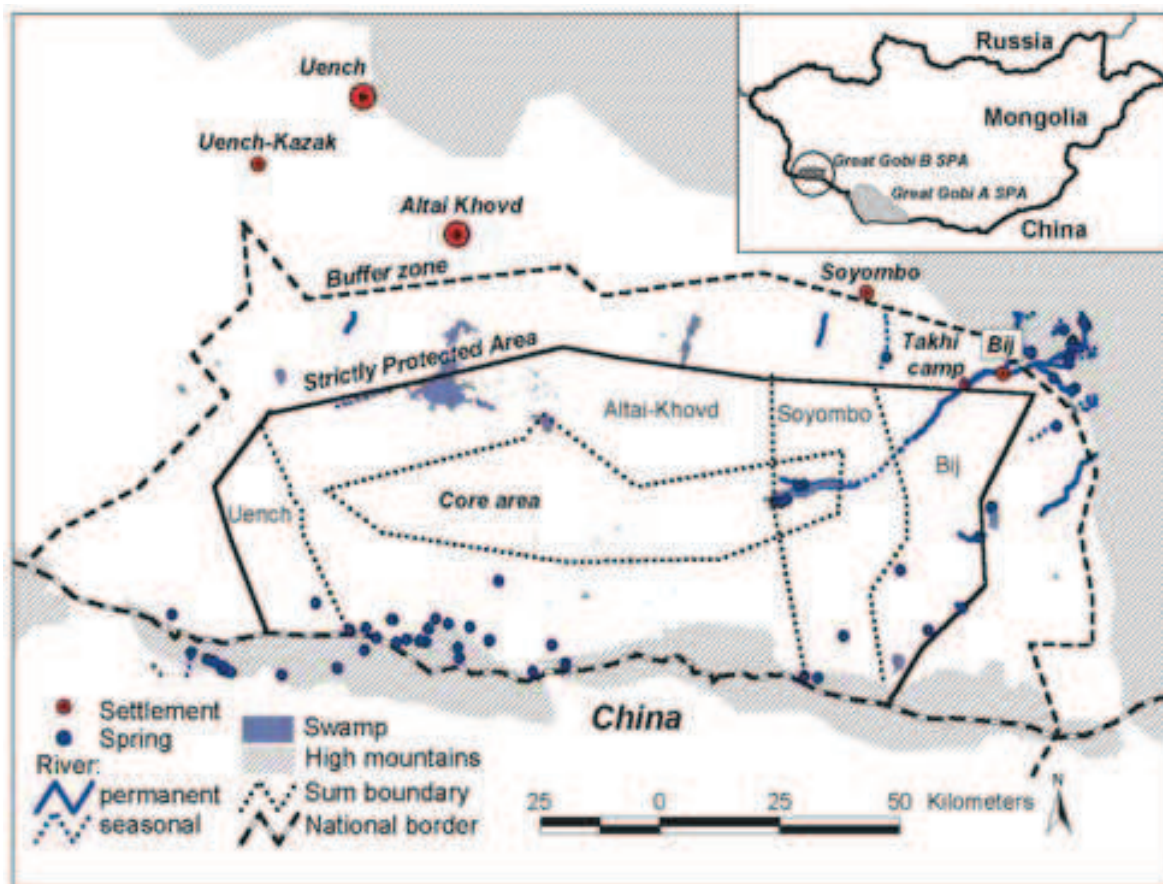 Russia
Mongolia
Great Gobi B SPA
Great Gobi A SPA
China
Uench
Uench-Kazak
Altai Khovd
Buffer zone
Soyombo
Strictly Protected Area
Takhi
camp
Bij
Altai-Khovd
Soyombo
Bij
Core area
Uench
China
Settlement
Spring
River:
permanent
seasonal
Swamp
High mountains
Sum boundary
National border
25 0 25 50 Kilometers
N